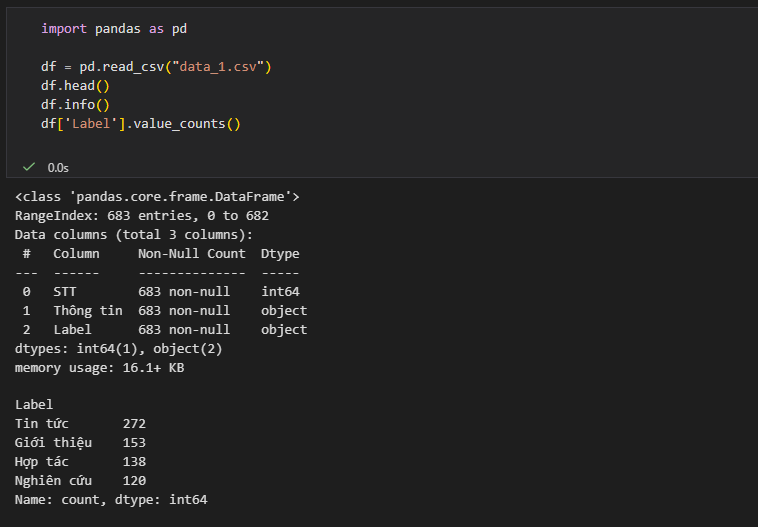 import pandas as pd
df = pd.read_csv("data_1.csv")
df.head()
df.info()
df['Label'].value_counts()
0.0s
<class 'pandas.core.frame.DataFrame'>
RangeIndex: 683 entries, 0 to 682
Data columns (total 3 columns):
 #   Column     Non-Null Count  Dtype
---  ------     --------------  -----
 0   STT        683 non-null    int64
 1   Thông tin  683 non-null    object
 2   Label      683 non-null    object
dtypes: int64(1), object(2)
memory usage: 16.1+ KB
Label
Tin tức       272
Giới thiệu    153
Hợp tác       138
Nghiên cứu    120
Name: count, dtype: int64